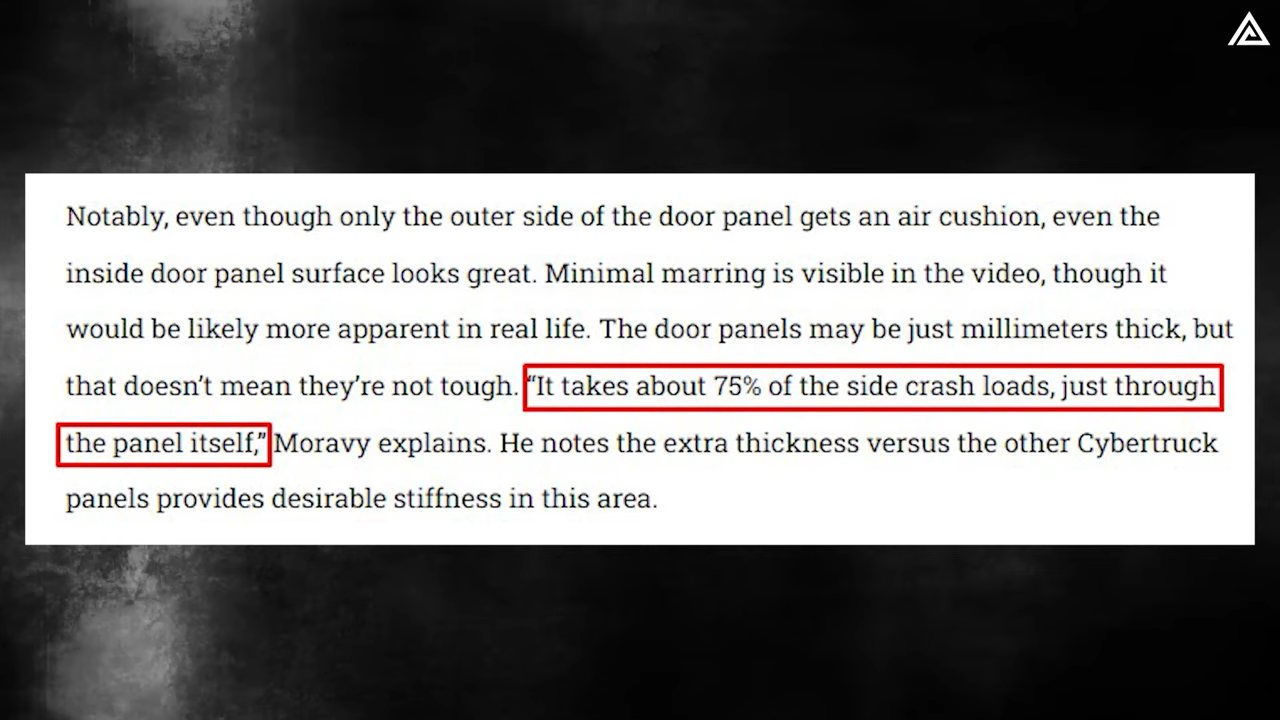 Notably, even though only the outer side of the door panel gets an air cushion, even the
inside door panel surface looks great. Minimal marring is visible in the video, though it
would be likely more apparent in real life. The door panels may be just millimeters thick, but
that doesn’t mean they’re not tough. “It takes about 75% of the side crash loads, just through
the panel itself,” Moravy explains. He notes the extra thickness versus the other Cybertruck
panels provides desirable stiffness in this area.